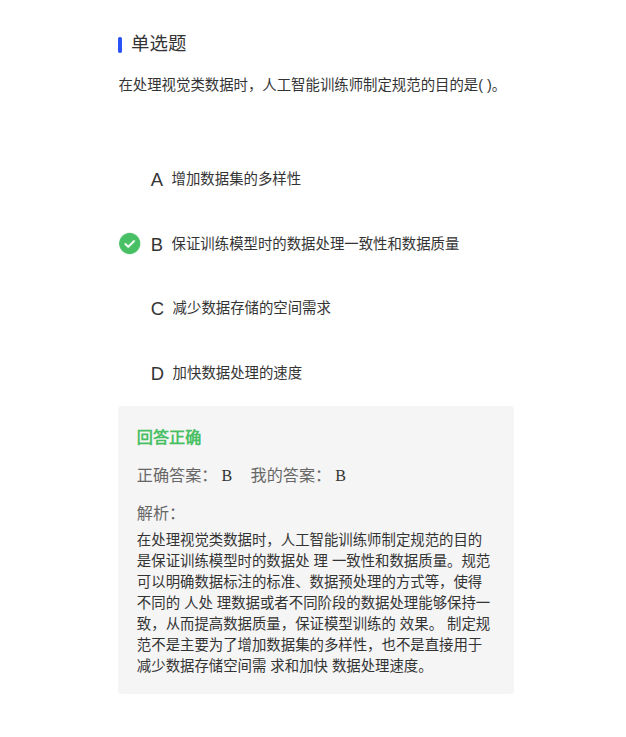 单选题
在处理视觉类数据时，人工智能训练师制定规范的目的是( )。
A 增加数据集的多样性
B 保证训练模型时的数据处理一致性和数据质量
C 减少数据存储的空间需求
D 加快数据处理的速度
回答正确
正确答案： B 我的答案： B
解析：
在处理视觉类数据时，人工智能训练师制定规范的目的
是保证训练模型时的数据处 理 一致性和数据质量。规范
可以明确数据标注的标准、数据预处理的方式等，使得
不同的 人处 理数据或者不同阶段的数据处理能够保持一
致，从而提高数据质量，保证模型训练的 效果。 制定规
范不是主要为了增加数据集的多样性，也不是直接用于
减少数据存储空间需 求和加快 数据处理速度。